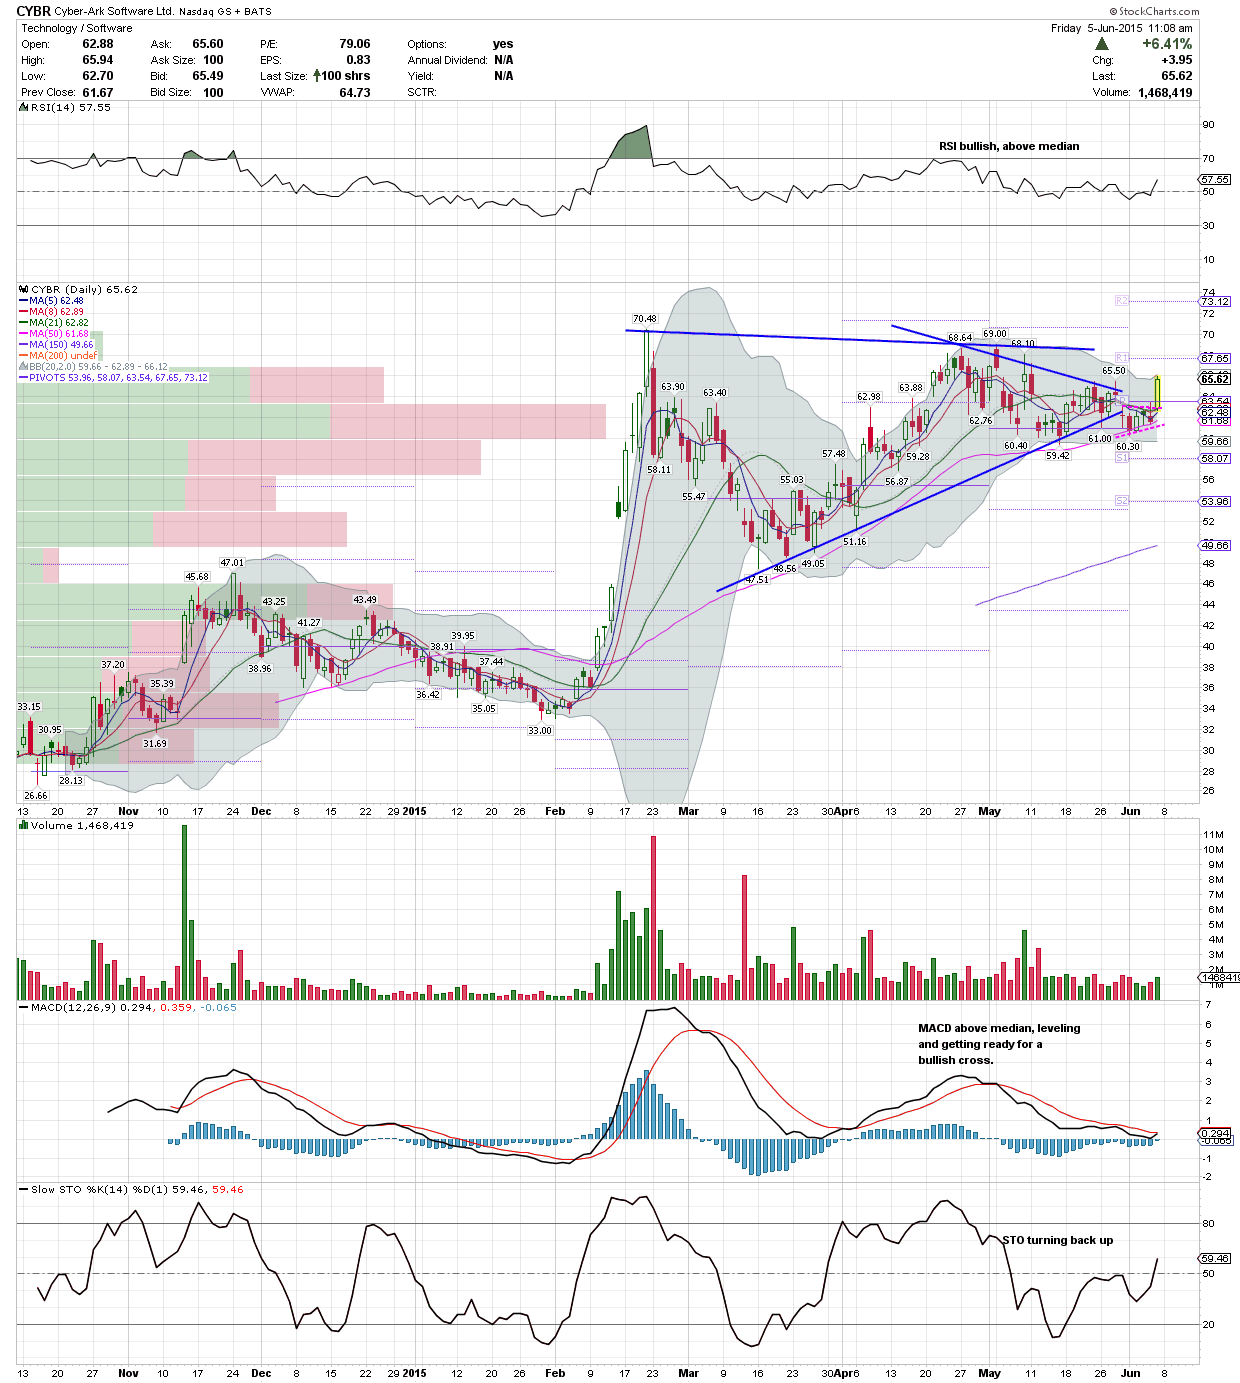 CYBR Cyber-Ark Software Ltd. Nasdaq GS + BATS
© StockCharts.com
Technology / Software
Friday 5-Jun-2015 11:08 am
Open: 62.88 Ask: 65.60 P/E: 79.06 Options: yes
+6.41%
High: 65.94 Ask Size: 100 EPS: 0.83 Annual Dividend: N/A
Chg: +3.95
Low: 62.70 Bid: 65.49 Last Size: 100 shrs Yield: N/A
Last: 65.62
Prev Close: 61.67 Bid Size: 100 VWAP: 64.73 SCTR:
Volume: 1,468,419
RSI(14) 57.55
RSI bullish, above median
90
70
57.55
50
30
10
CYBR (Daily) 65.62
MA(5) 62.48
MA(8) 62.89
MA(21) 62.82
MA(50) 61.68
MA(150) 49.66
MA(200) undef
BB(20,2.0) 59.66 - 62.89 - 66.12
PIVOTS 53.96, 58.07, 63.54, 67.65, 73.12
33.15
30.95
26.66
28.13
37.20
35.39
31.69
45.68
47.01
38.96
43.25
41.27
43.49
36.42
38.91
39.95
37.44
35.05
33.00
70.48
58.11
63.90
55.47
63.40
47.51
48.56
55.03
49.05
57.48
51.16
62.98
56.87
63.88
59.28
68.64
62.76
69.00
60.40
68.10
59.42
61.00
65.50
60.30
R2
R1
P
S1
S2
74
73.12
72
70
67.65
65.62
64
63.54
62.48
61.68
59.66
58.07
56
53.96
52
49.66
48
46
44
42
40
38
36
34
32
30
28
26
13 20 27 Nov 10 17 24 Dec 8 15 22 29 2015 12 20 26 Feb 9 17 23 Mar 9 16 23 30 Apr 6 13 20 27 May 11 18 26 Jun 8
Volume 1,468,419
11M
10M
9M
8M
7M
6M
5M
4M
3M
2M
1468419
1M
MACD(12,26,9) 0.294, 0.359, -0.065
MACD above median, leveling
and getting ready for a
bullish cross.
7
6
5
4
3
2
1
0.294
-0.065
-1
-2
Slow STO %K(14) %D(1) 59.46, 59.46
STO turning back up
80
59.46
50
20
13 20 27 Nov 10 17 24 Dec 8 15 22 29 2015 12 20 26 Feb 9 17 23 Mar 9 16 23 30 Apr 6 13 20 27 May 11 18 26 Jun 8